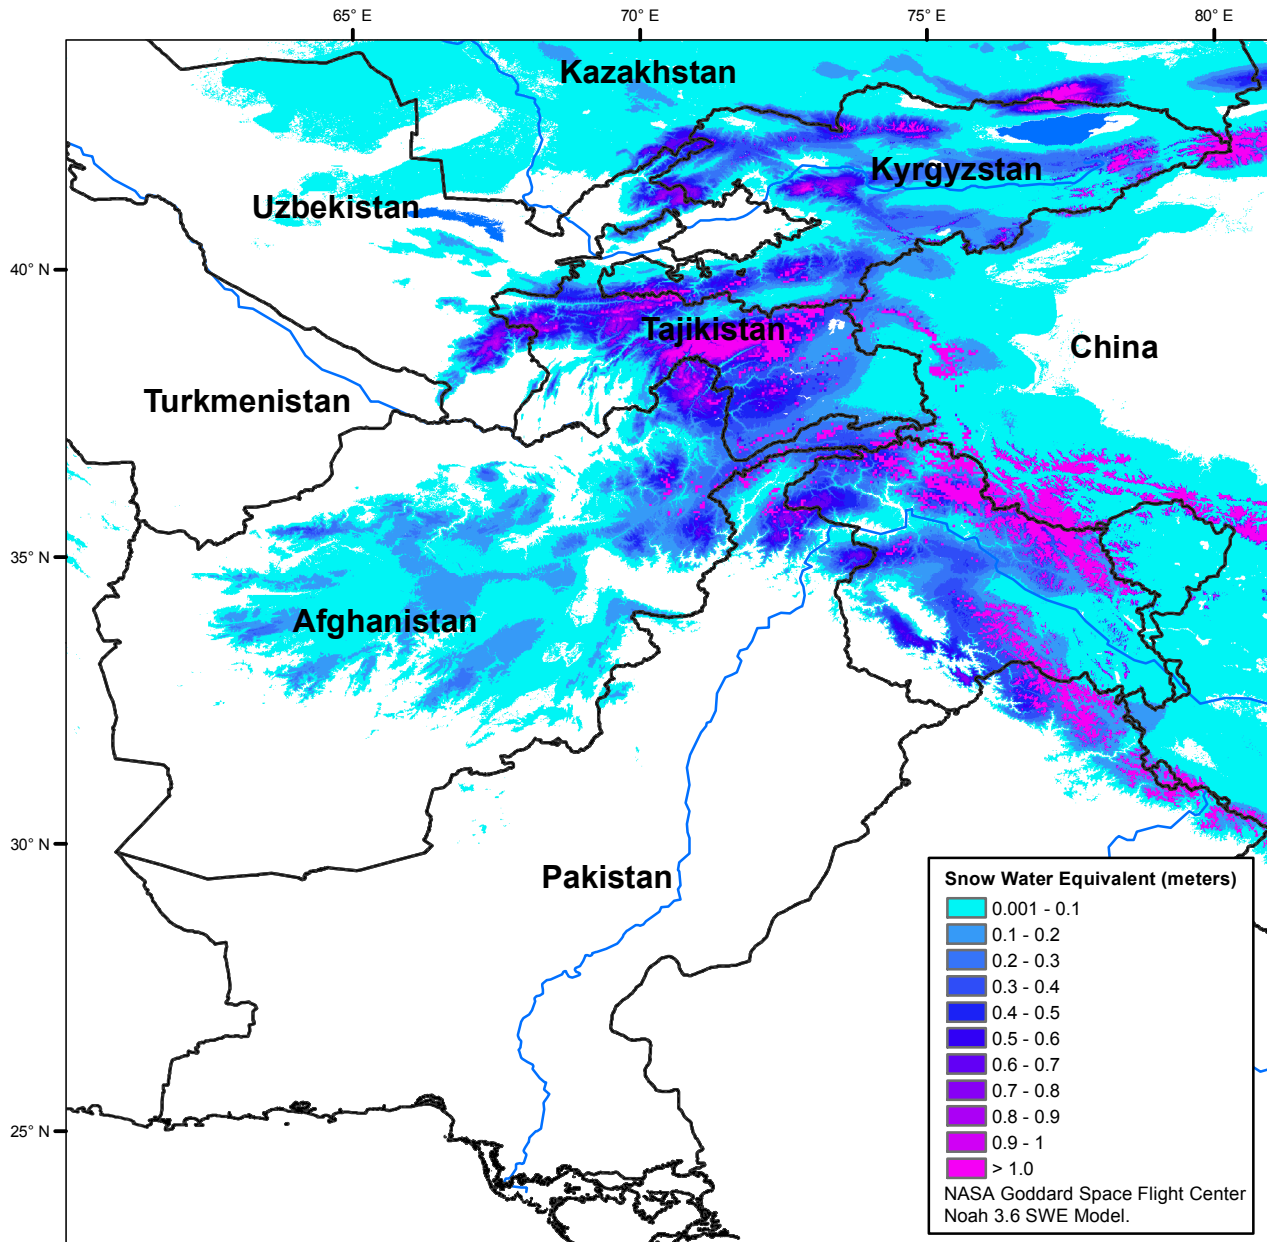 65° E
70° E
75° E
80° E
Kazakhstan
Kyrgyzstan
Uzbekistan
40° N
Tajikistan
China
Turkmenistan
35° N
Afghanistan
30° N
Pakistan
25° N
Snow Water Equivalent (meters)
0.001 - 0.1
0.1 - 0.2
0.2 - 0.3
0.3 - 0.4
0.4 - 0.5
0.5 - 0.6
0.6 - 0.7
0.7 - 0.8
0.8 - 0.9
0.9 - 1
> 1.0
NASA Goddard Space Flight Center
Noah 3.6 SWE Model.